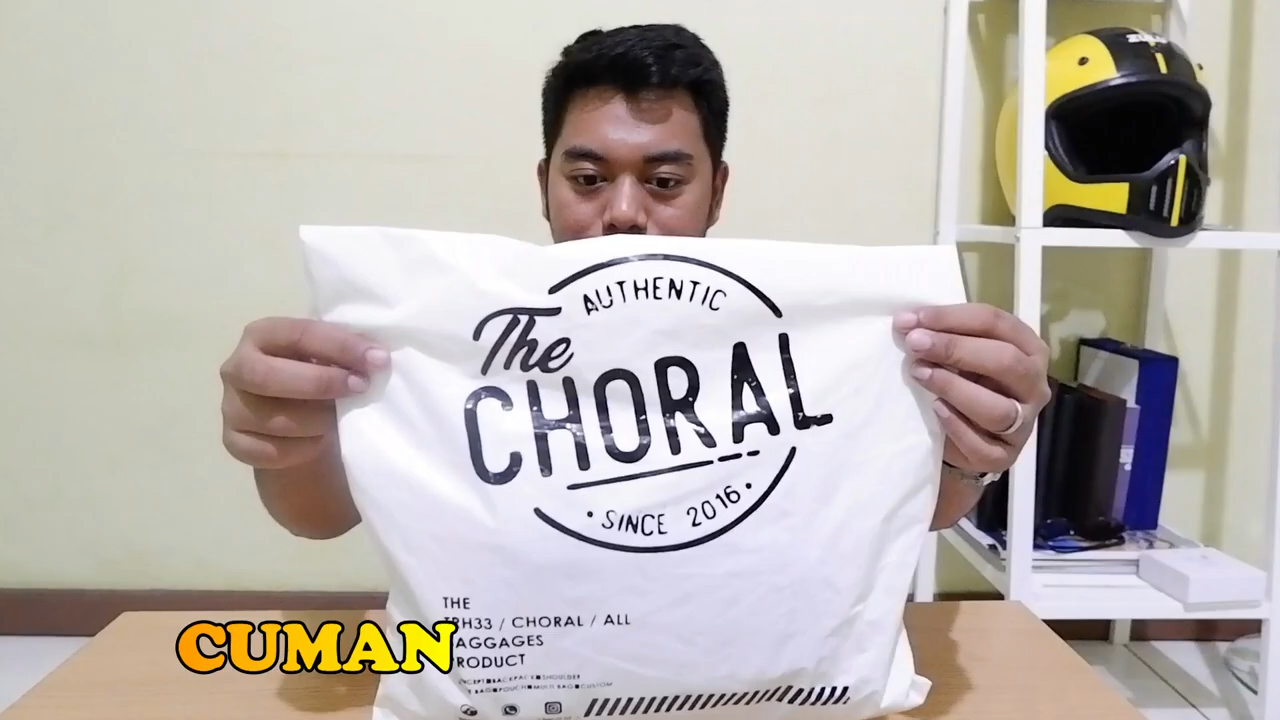 AUTHENTIC
The
CHORAL
• SINCE 2016 •
THE
/ CHORAL / ALL
PRODUCT
CUMAN